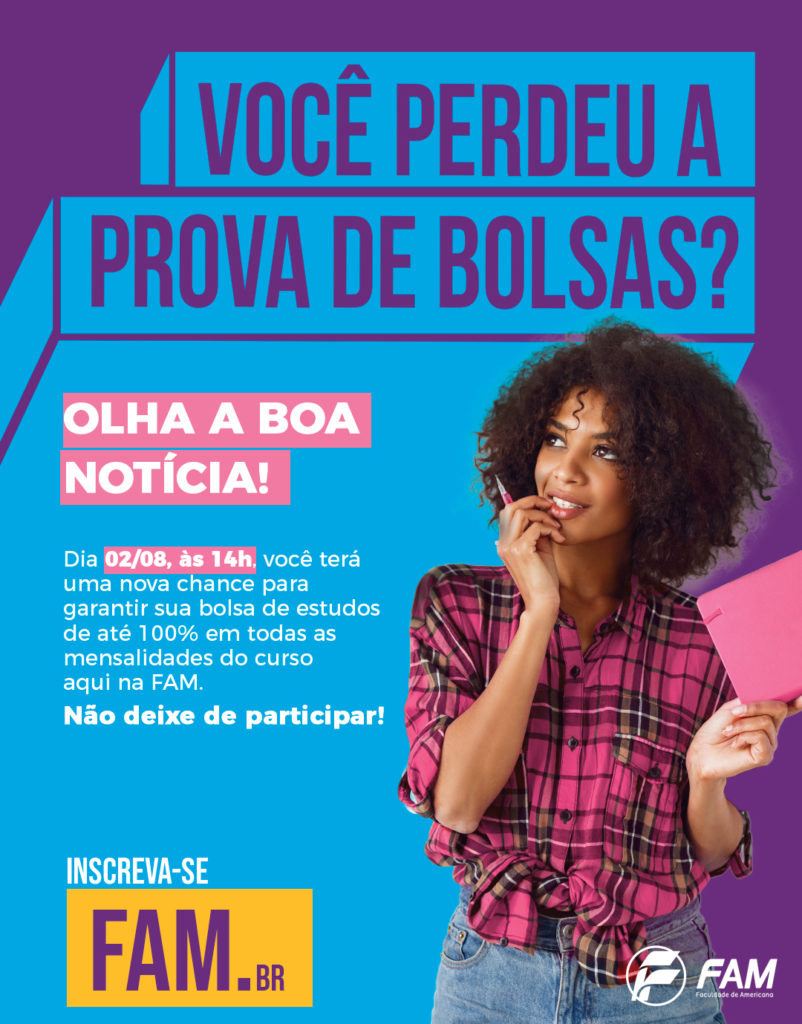 VOCÊ PERDEU A
PROVA DE BOLSAS?
OLHA A BOA
NOTÍCIA!
Dia 02/08, às 14h, você terá
uma nova chance para
garantir sua bolsa de estudos
de até 100% em todas as
mensalidades do curso
aqui na FAM.
Não deixe de participar!
INSCREVA-SE
FAM.BR
FAM
Faculdade de Americana